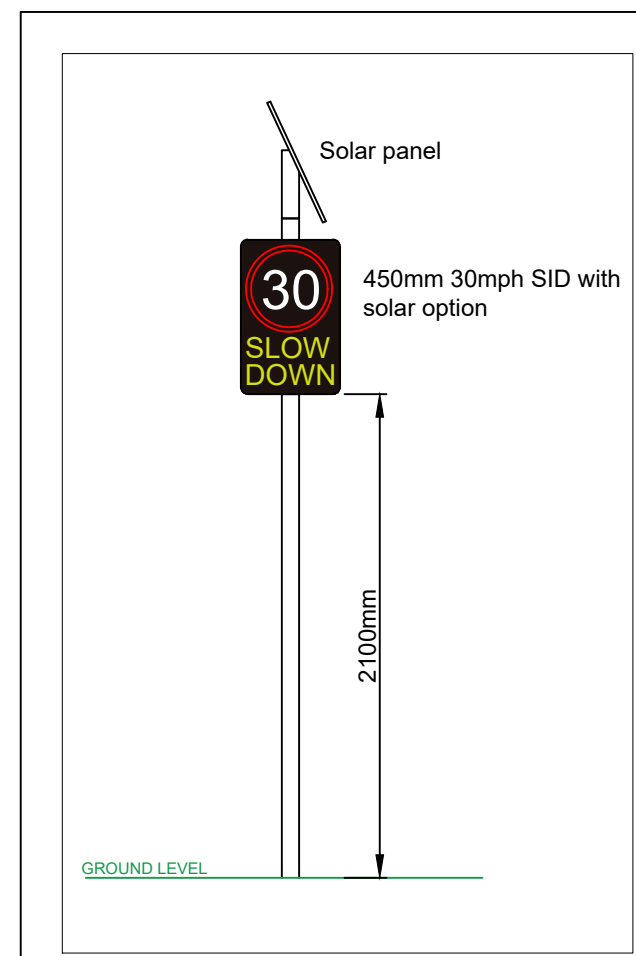 Solar panel
450mm 30mph SID with
solar option
30
SLOW
DOWN
2100mm
GROUND LEVEL